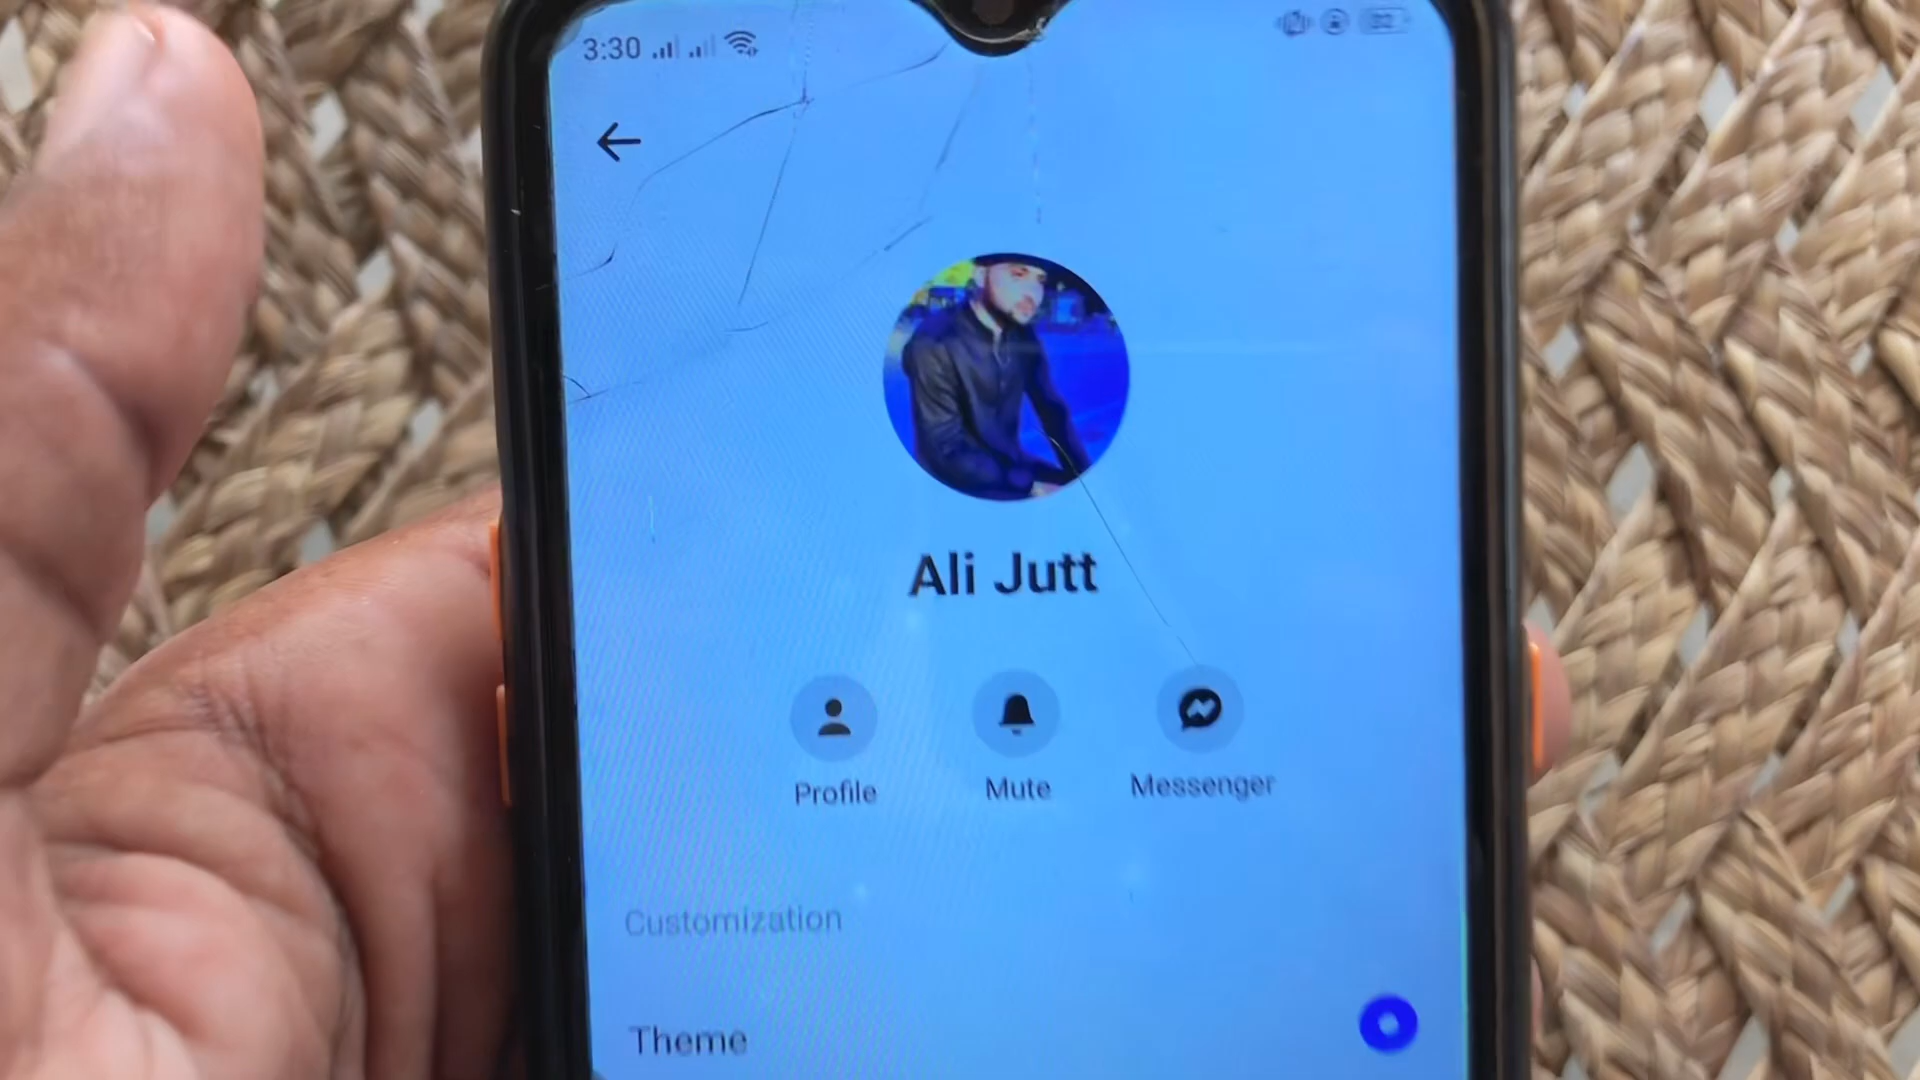 3:30
Ali Jutt
Profile Mute Messenger
Customization
Theme